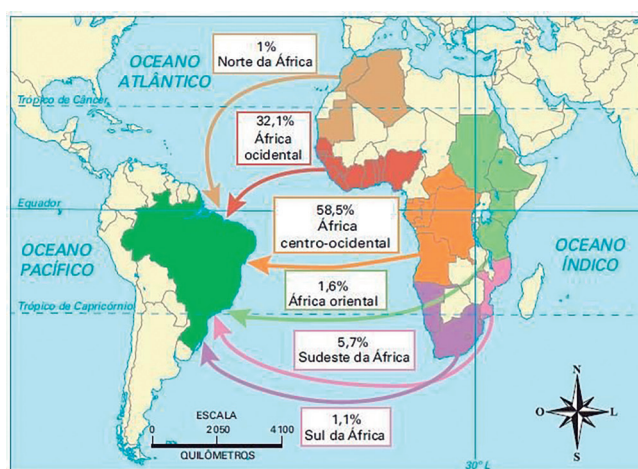 OCEANO
ATLÂNTICO
1%
Norte da África
Trópico de Câncer
32,1%
África
ocidental
Equador
58,5%
África
centro-ocidental
OCEANO
PACÍFICO
OCEANO
ÍNDICO
1,6%
África oriental
Trópico de Capricórnio
5,7%
Sudeste da África
1,1%
Sul da África
ESCALA
0 2050 4100
QUILÔMETROS
N
O L
S
30° L